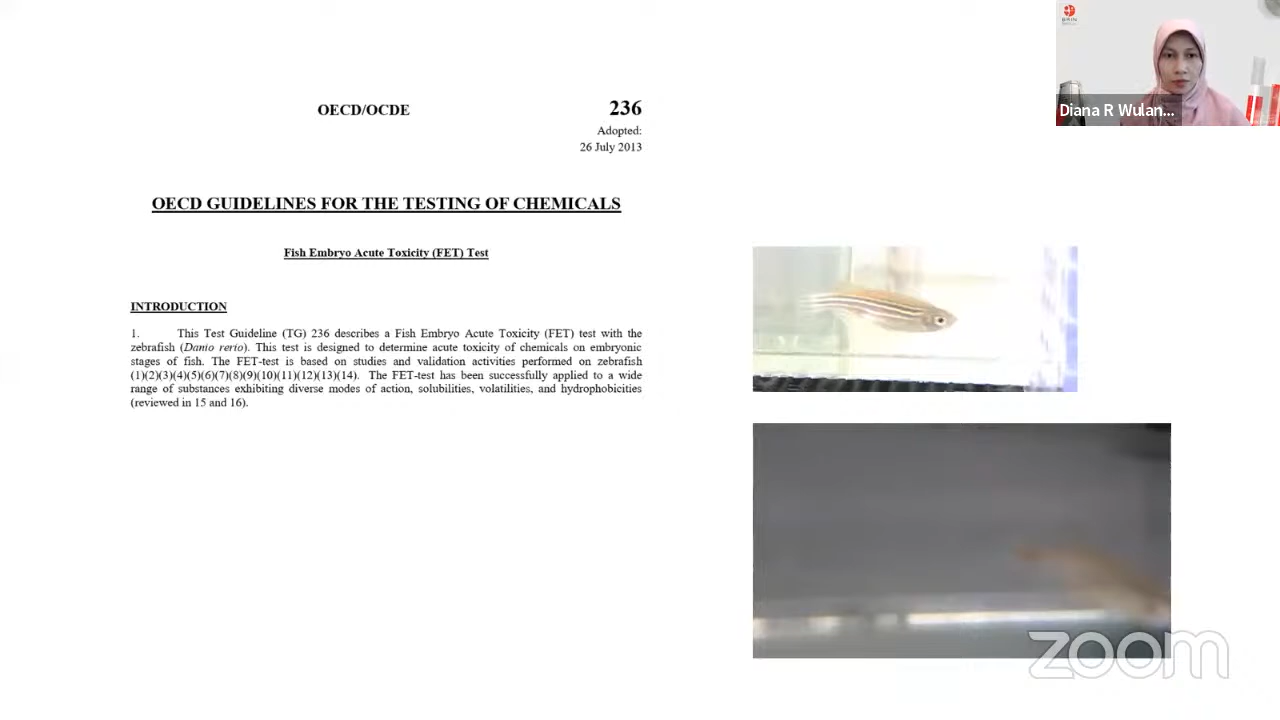 OECD/OCDE
236
Adopted:
26 July 2013
OECD GUIDELINES FOR THE TESTING OF CHEMICALS
Fish Embryo Acute Toxicity (FET) Test
INTRODUCTION
1. This Test Guideline (TG) 236 describes a Fish Embryo Acute Toxicity (FET) test with the
zebrafish (Danio rerio). This test is designed to determine acute toxicity of chemicals on embryonic
stages of fish. The FET-test is based on studies and validation activities performed on zebrafish
(1)(2)(3)(4)(5)(6)(7)(8)(9)(10)(11)(12)(13)(14). The FET-test has been successfully applied to a wide
range of substances exhibiting diverse modes of action, solubilities, volatilities, and hydrophobicities
(reviewed in 15 and 16).
BRIN
Diana R Wulan...
zoom